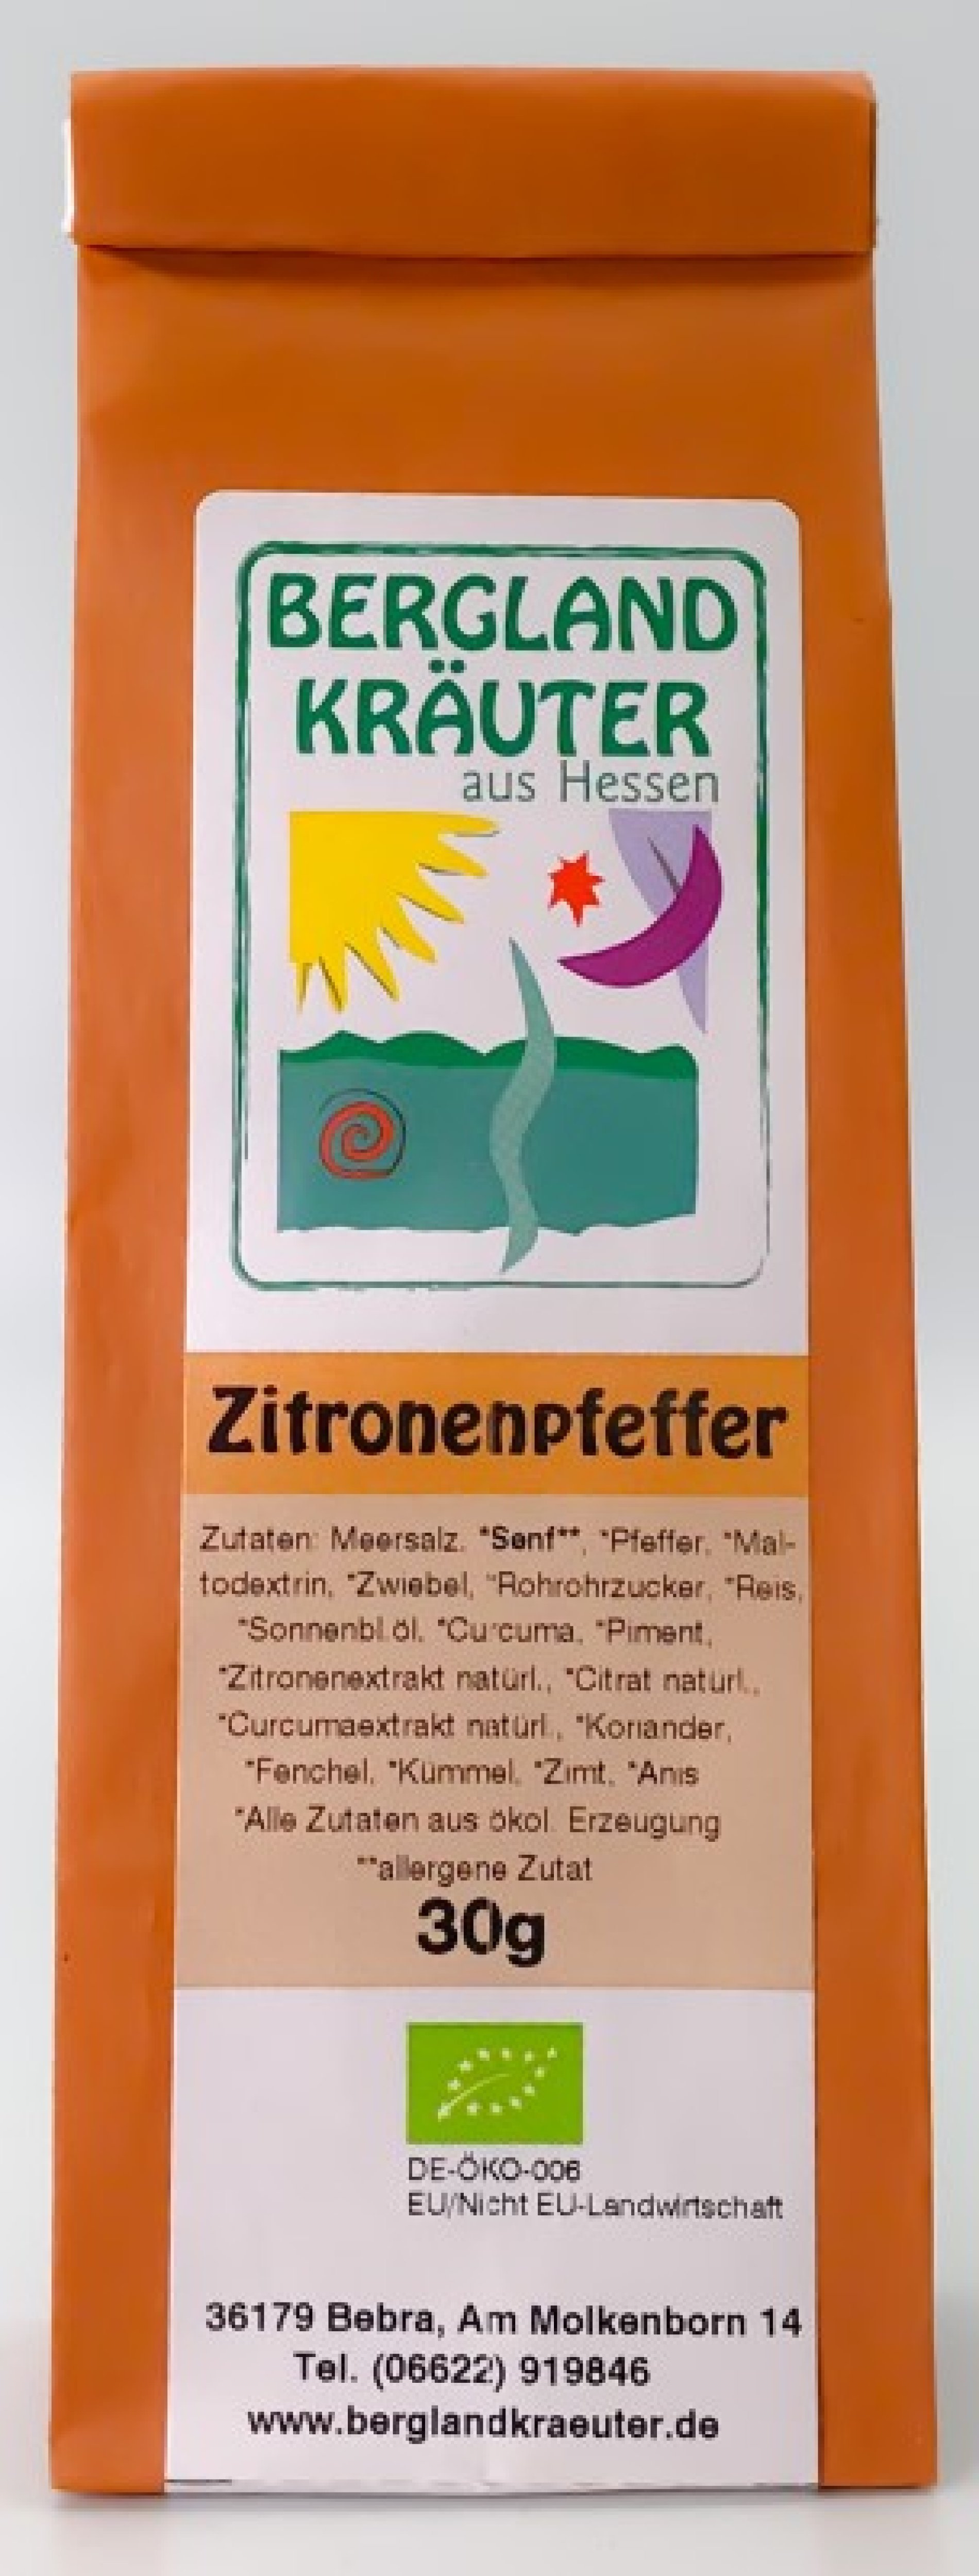 BERGLAND
KRÄUTER
aus Hessen
Zitronenpfeffer
Zutaten: Meersalz, *Senf**, *Pfeffer, *Mal-
todextrin, *Zwiebel, *Rohrohrzucker, *Reis,
*Sonnenbl.öl, *Curcuma, *Piment,
*Zitronenextrakt natürl., *Citrat natürl.,
*Curcumaextrakt natürl., *Koriander,
*Fenchel, *Kümmel, *Zimt, *Anis
*Alle Zutaten aus ökol. Erzeugung
**allergene Zutat
30g
DE-ÖKO-006
EU/Nicht EU-Landwirtschaft
36179 Bebra, Am Molkenborn 14
Tel. (06622) 919846
www.berglandkraeuter.de